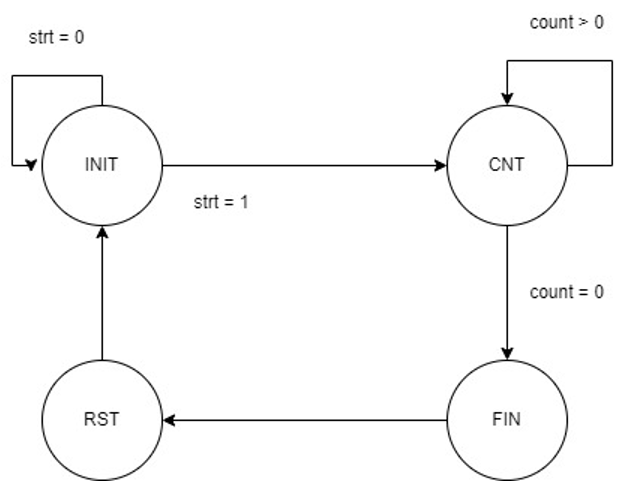 strt = 0
count > 0
INIT
CNT
strt = 1
count = 0
RST
FIN